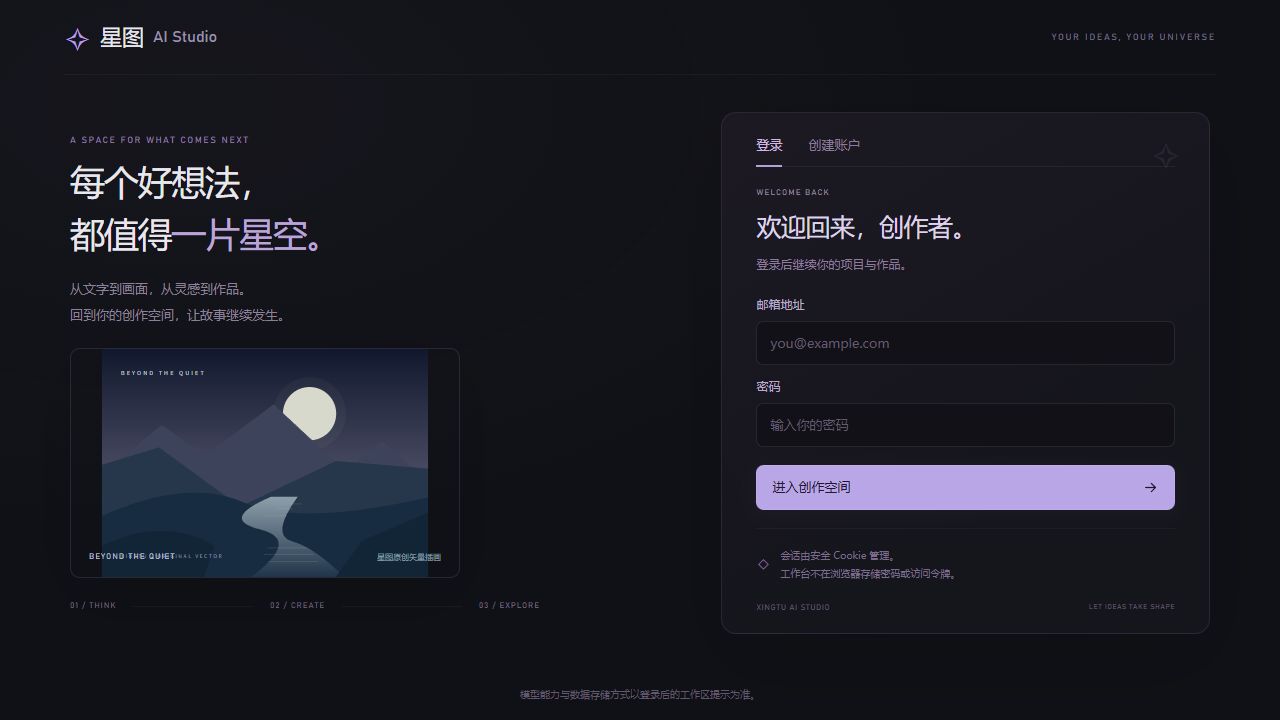 星图 AI Studio
YOUR IDEAS, YOUR UNIVERSE
A SPACE FOR WHAT COMES NEXT
每个好想法，
都值得一片星空。
从文字到画面，从灵感到作品。
回到你的创作空间，让故事继续发生。
BEYOND THE QUIET
BEYOND THE QUIET
VECTOR
星图原创矢量插画
01 / THINK
02 / CREATE
03 / EXPLORE
登录
创建账户
WELCOME BACK
欢迎回来，创作者。
登录后继续你的项目与作品。
邮箱地址
you@example.com
密码
输入你的密码
进入创作空间
会话由安全 Cookie 管理。
工作台不在浏览器存储密码或访问令牌。
XINGTU AI STUDIO
LET IDEAS TAKE SHAPE
模型能力与数据存储方式以登录后的工作区提示为准。